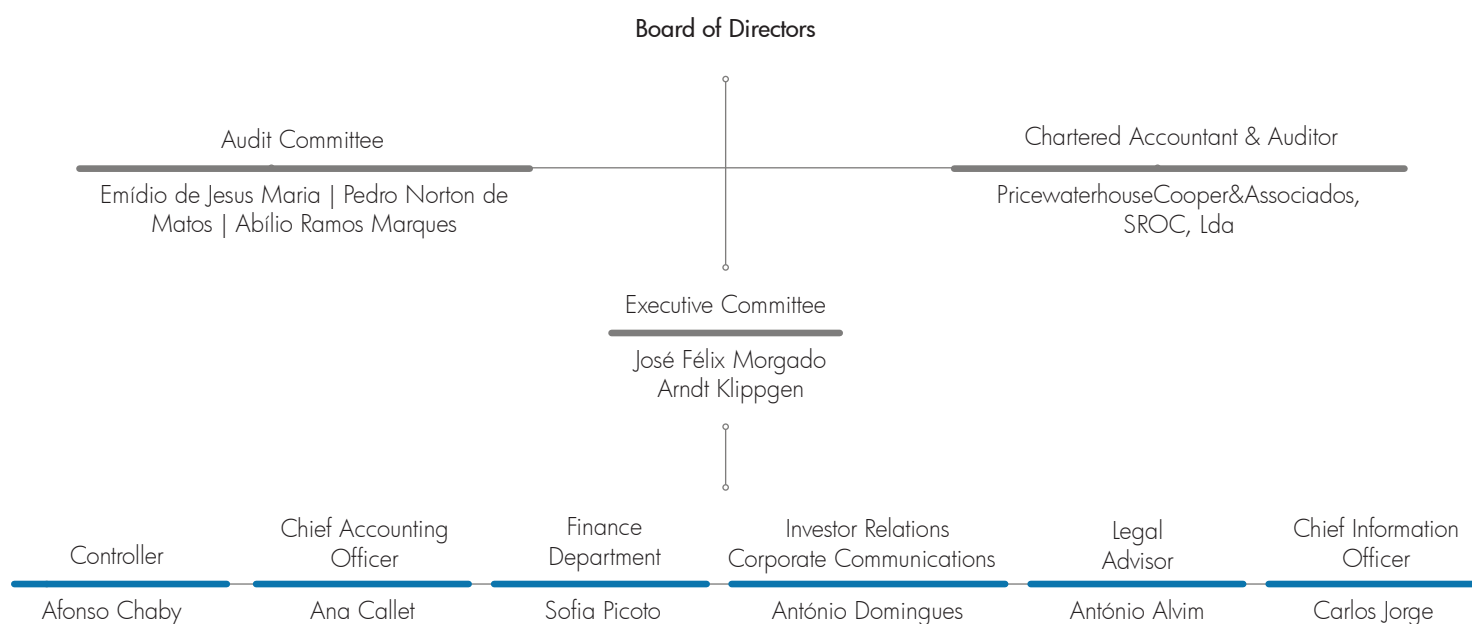 Board of Directors
Audit Committee
Emídio de Jesus Maria | Pedro Norton de
Matos | Abílio Ramos Marques
Chartered Accountant & Auditor
PricewaterhouseCooper&Associados,
SROC, Lda
Executive Committee
José Félix Morgado
Arndt Klippgen
Controller
Afonso Chaby
Chief Accounting
Officer
Ana Callet
Finance
Department
Sofia Picoto
Investor Relations
Corporate Communications
António Domingues
Legal
Advisor
António Alvim
Chief Information
Officer
Carlos Jorge